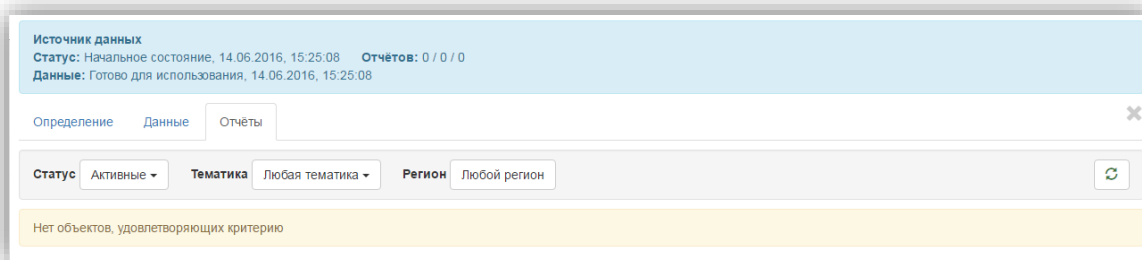 Источник данных
Статус: Начальное состояние, 14.06.2016, 15:25:08 Отчётов: 0 / 0 / 0
Данные: Готово для использования, 14.06.2016, 15:25:08
Определение Данные Отчёты
Статус Активные Тематика Любая тематика Регион Любой регион
Нет объектов, удовлетворяющих критерию